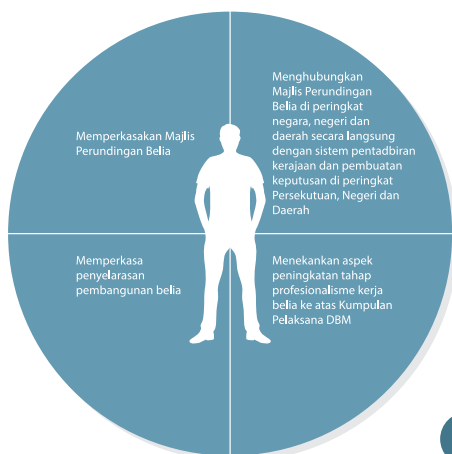 Memperkasakan Majlis
Perundingan Belia
Menghubungkan
Majlis Perundingan
Belia di peringkat
negara, negeri dan
daerah secara langsung
dengan sistem pentadbiran
kerajaan dan pembuatan
keputusan di peringkat
Persekutuan, Negeri dan
Daerah
Memperkasa
penyelarasan
pembangunan belia
Menekankan aspek
peningkatan tahap
profesionalisme kerja
belia ke atas Kumpulan
Pelaksana DBM